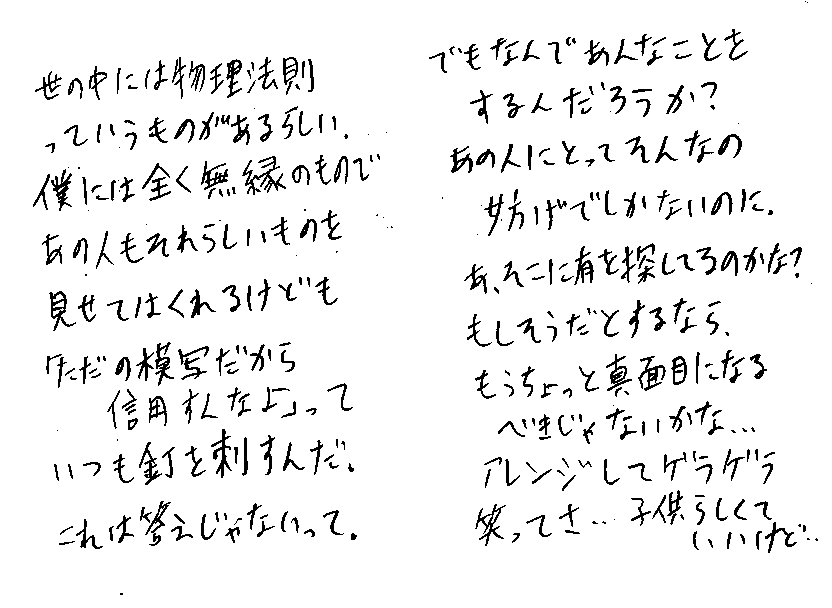 世の中には物理法則
っていうものがあるらしい.
僕には全く無縁のもので
あの人もそれらしいものを
見せてはくれるけども
「ただの模写だから
信用すんなよ」って
いつも釘を刺すんだ.
これは答えじゃないって.
でもなんであんなことを
するんだろうか?
あの人にとってそんなの
妨げでしかないのに.
あ、そこに有を探してるのかな?
もしそうだとするなら、
もうちょっと真面目になる
べきじゃないかな...
アレンジしてゲラゲラ
笑ってさ... 子供らしくて
いいけど..